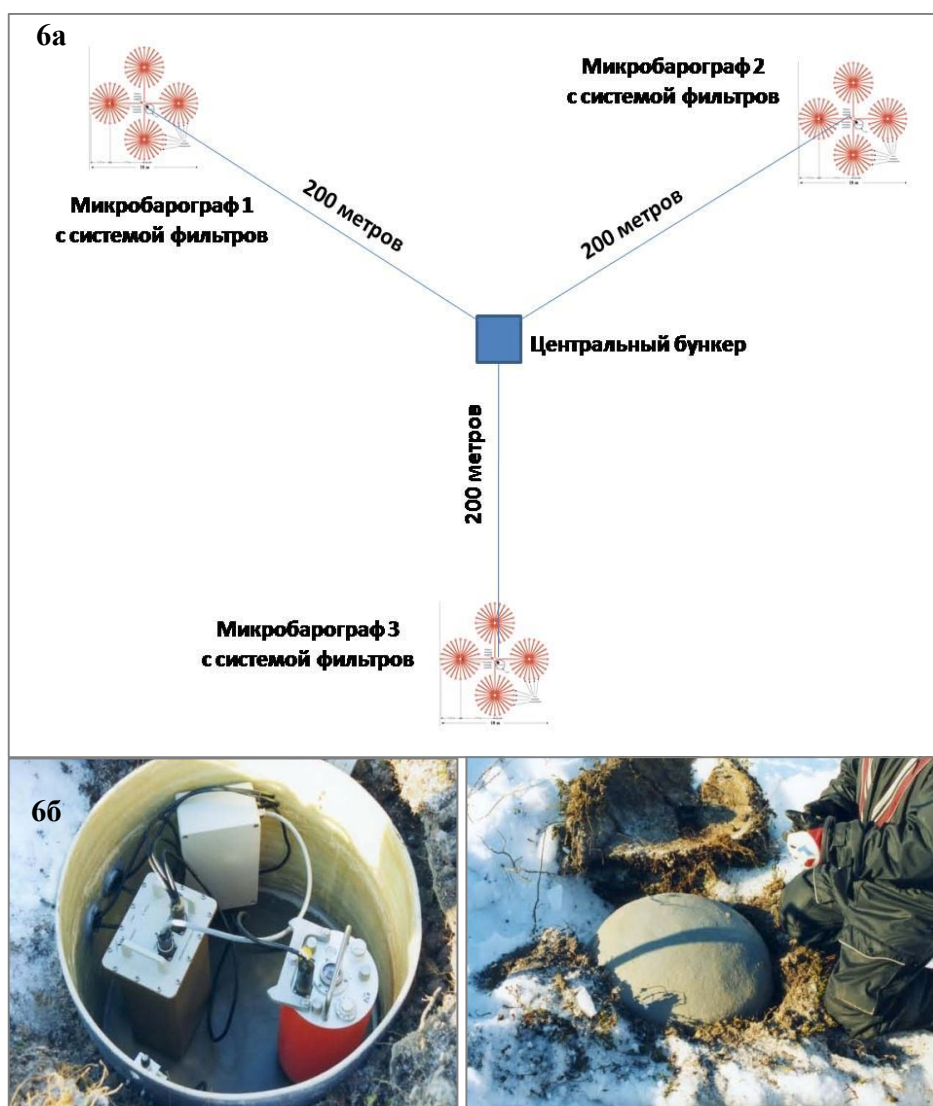 6а
Микробарограф 2
с системой фильтров
Микробарограф 1
с системой фильтров
200 метров
200 метров
Центральный бункер
200 метров
Микробарограф 3
с системой фильтров
6б